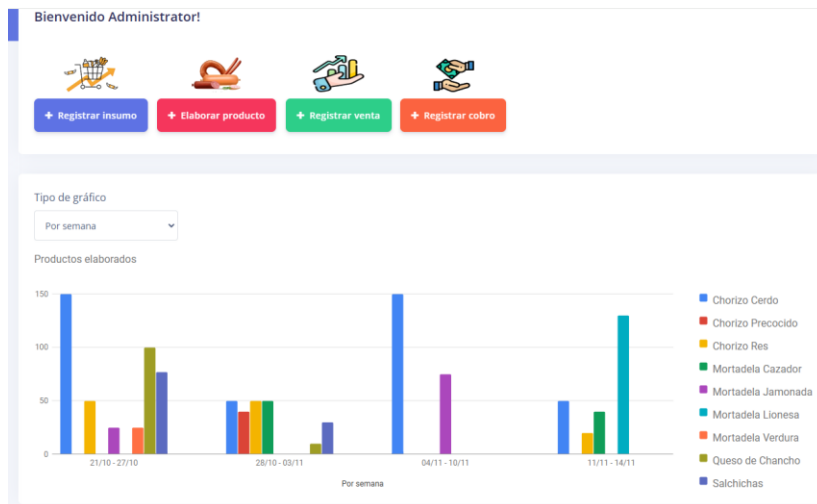 Bienvenido Administrator!
+ Registrar insumo
+ Elaborar producto
+ Registrar venta
+ Registrar cobro
Tipo de gráfico
Por semana
Productos elaborados
150
100
50
0
21/10 - 27/10
28/10 - 03/11
04/11 - 10/11
11/11 - 14/11
Por semana
Chorizo Cerdo
Chorizo Precocido
Chorizo Res
Mortadela Cazador
Mortadela Jamonada
Mortadela Lionesa
Mortadela Verdura
Queso de Chancho
Salchichas